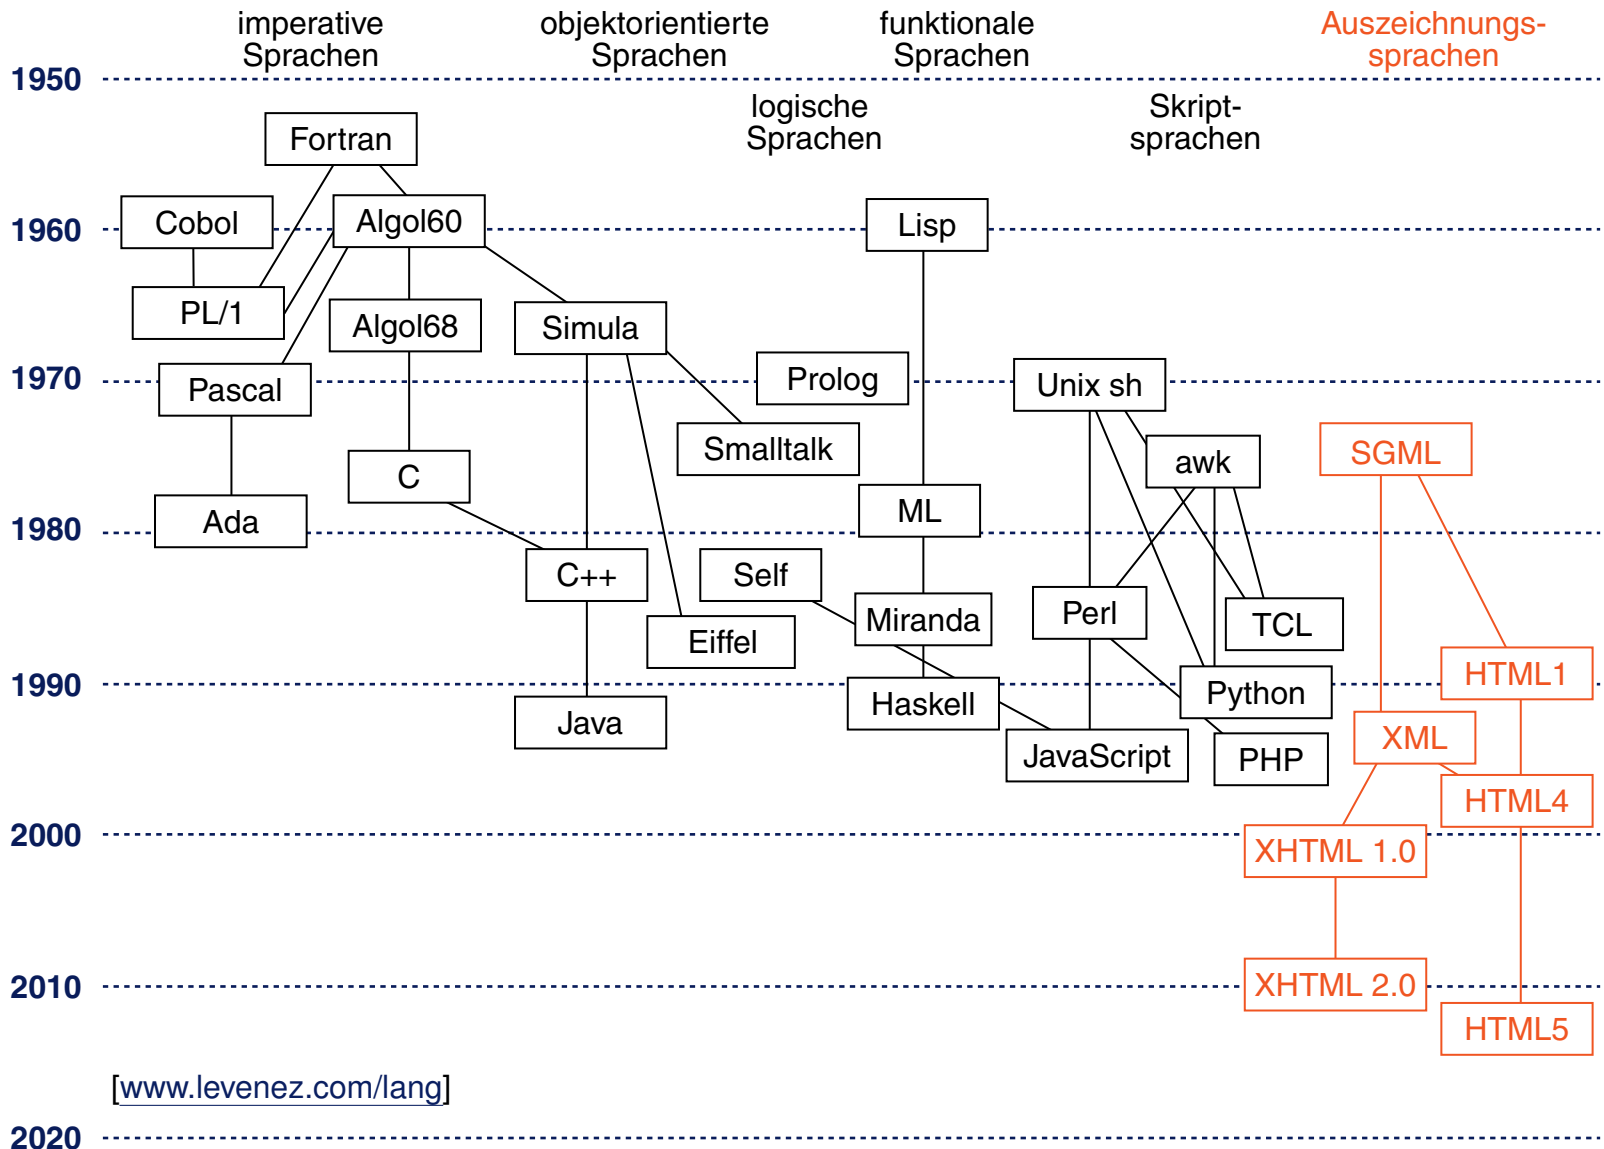 imperative
Sprachen
objektorientierte
Sprachen
funktionale
Sprachen
Auszeichnungs-
sprachen
1950
logische
Sprachen
Skript-
sprachen
Fortran
Cobol
Algol60
Lisp
1960
PL/1
Algol68
Simula
Prolog
Unix sh
1970
Pascal
Smalltalk
awk
SGML
C
ML
Ada
1980
C++
Self
Miranda
Perl
TCL
Eiffel
HTML1
1990
Haskell
Python
Java
XML
JavaScript
PHP
HTML4
2000
XHTML 1.0
2010
XHTML 2.0
HTML5
[www.levenez.com/lang]
2020